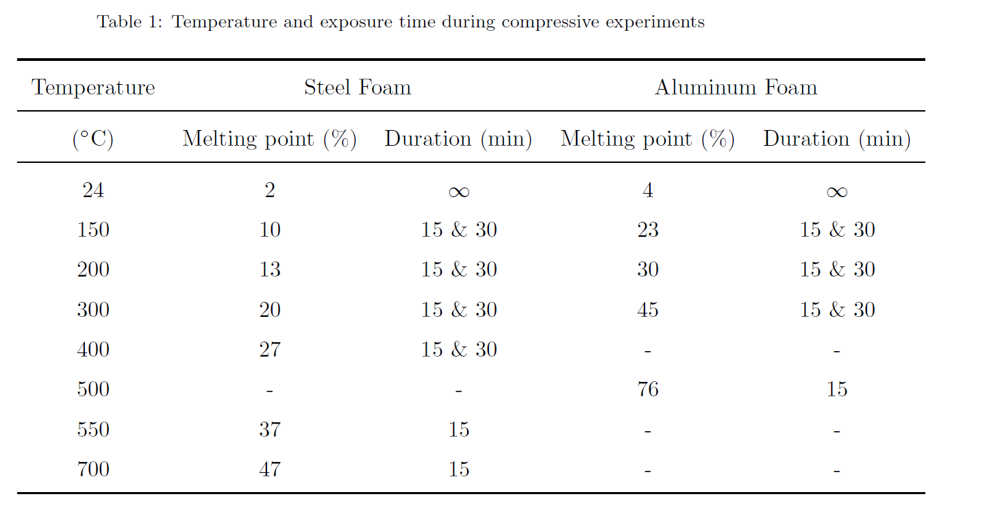 Table 1: Temperature and exposure time during compressive experiments
Temperature Steel Foam Aluminum Foam
(°C) Melting point (%) Duration (min) Melting point (%) Duration (min)
24 2 ∞ 4 ∞
150 10 15 & 30 23 15 & 30
200 13 15 & 30 30 15 & 30
300 20 15 & 30 45 15 & 30
400 27 15 & 30 - -
500 - - 76 15
550 37 15 - -
700 47 15 - -